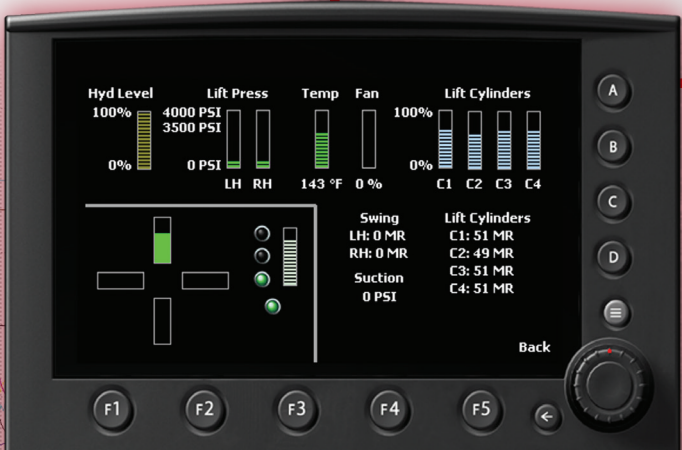 Hyd Level
100%
0%
Lift Press
4000 PSI
3500 PSI
0 PSI
LH RH
Temp
143 °F
Fan
0 %
Lift Cylinders
100%
0%
C1 C2 C3 C4
Swing
LH: 0 MR
RH: 0 MR
Suction
0 PSI
Lift Cylinders
C1: 51 MR
C2: 49 MR
C3: 51 MR
C4: 51 MR
Back
A
B
C
D
F1 F2 F3 F4 F5